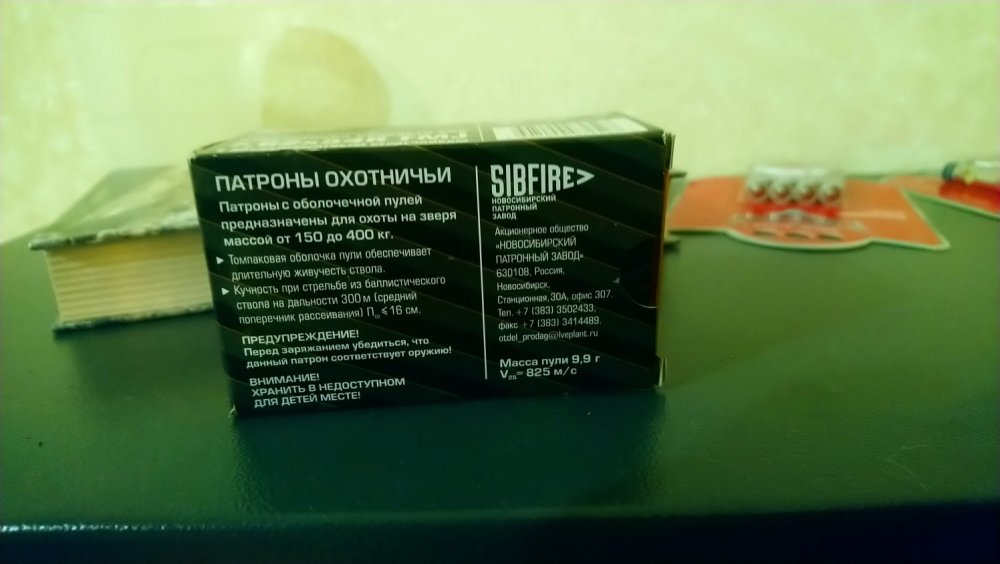 ПАТРОНЫ ОХОТНИЧЬИ
Патроны с оболочечной пулей
предназначены для охоты на зверя
массой от 150 до 400 кг.
Томпаковая оболочка пули обеспечивает
длительную живучесть ствола.
Кучность при стрельбе из баллистического
ствола на дальности 300 м (средний
поперечник рассеивания) П₁₀ ⩽ 16 см.
ПРЕДУПРЕЖДЕНИЕ!
Перед заряжанием убедиться, что
данный патрон соответствует оружию!
ВНИМАНИЕ!
ХРАНИТЬ В НЕДОСТУПНОМ
ДЛЯ ДЕТЕЙ МЕСТЕ!
SIBFIRE>
НОВОСИБИРСКИЙ
ПАТРОННЫЙ
ЗАВОД
Акционерное общество
«НОВОСИБИРСКИЙ
ПАТРОННЫЙ ЗАВОД»
630108, Россия,
Новосибирск,
Станционная, 30А, офис 307.
Тел. +7 (383) 3502433,
факс +7 (383) 3414489.
otdel_prodag@lveplant.ru
Масса пули 9,9 г
V₂₅= 825 м/с